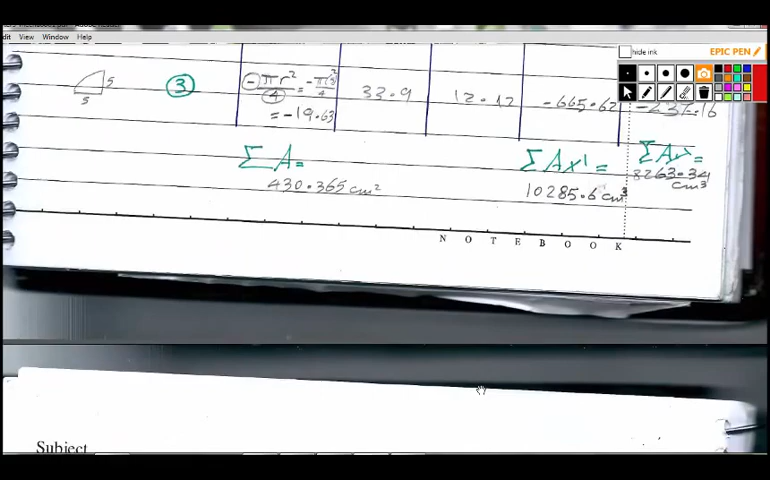 Edit View Window Help
hide ink EPIC PEN
5
5
③ -πr²/4 = -π(5)²/4 33.9 12.12 -665.62 -237.16
= -19.63
ΣA= ΣAx' = ΣAy' =
430.365 cm² 10285.6 cm³ 8263.34 cm³
NOTEBOOK
Subject